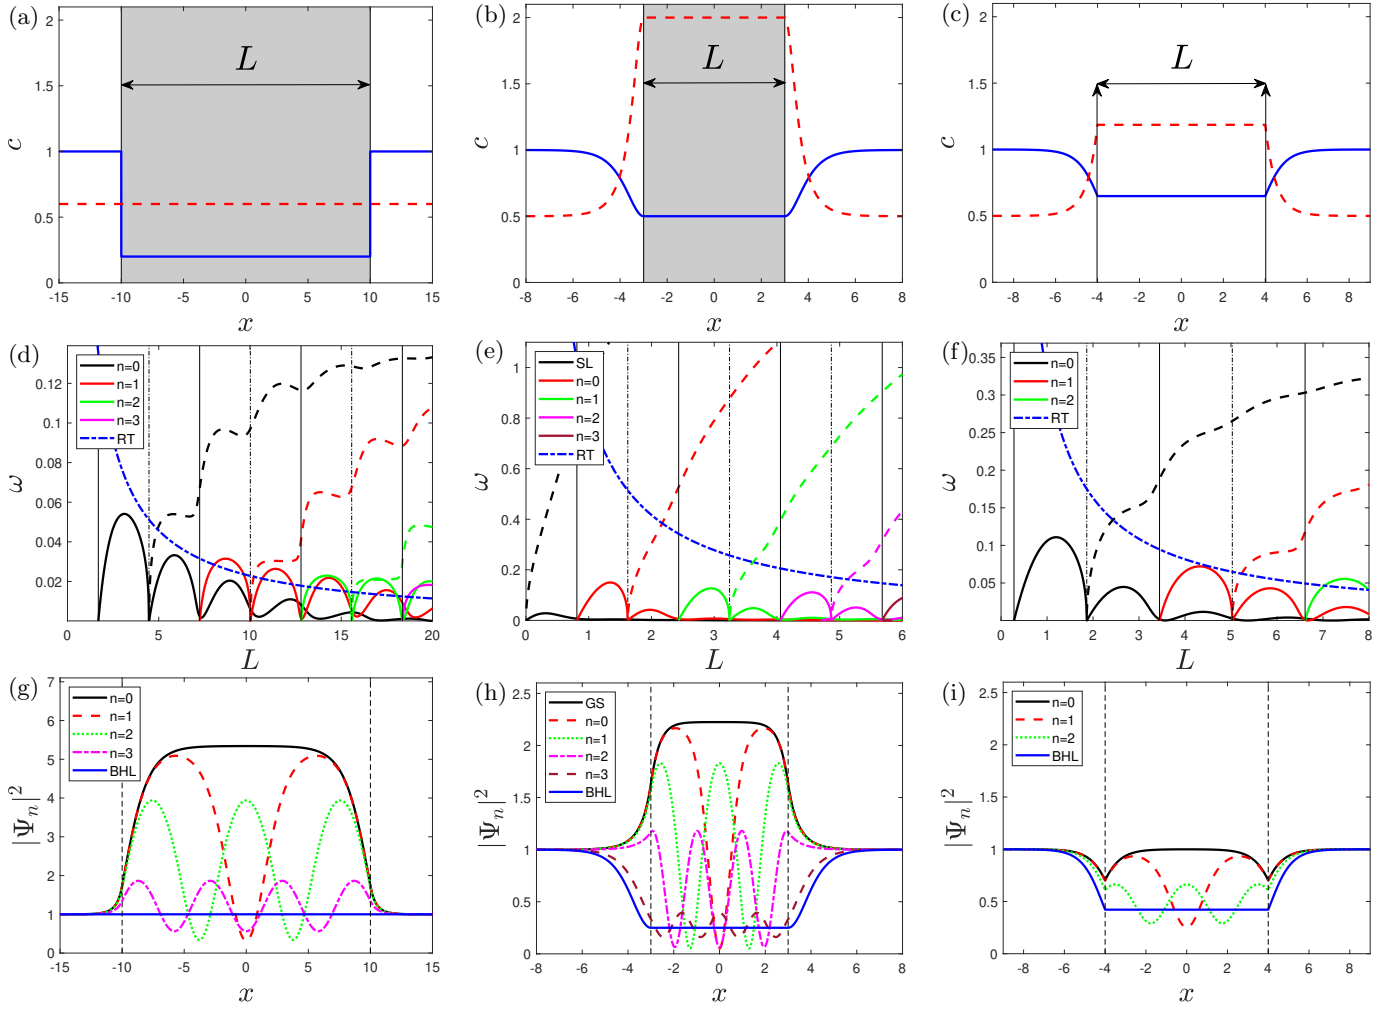 (a)
2
1.5
1
0.5
0
c
L
-15 -10 -5 0 5 10 15
x
(b)
2
1.5
1
0.5
0
c
L
-8 -6 -4 -2 0 2 4 6 8
x
(c)
2
1.5
1
0.5
0
c
L
-8 -6 -4 -2 0 2 4 6 8
x
(d)
0.12
0.1
0.08
0.06
0.04
0.02
ω
n=0
n=1
n=2
n=3
RT
0 5 10 15 20
L
(e)
1
0.8
0.6
0.4
0.2
0
ω
SL
n=0
n=1
n=2
n=3
RT
0 1 2 3 4 5 6
L
(f)
0.35
0.3
0.25
0.2
0.15
0.1
0.05
ω
n=0
n=1
n=2
RT
0 1 2 3 4 5 6 7 8
L
(g)
7
6
5
4
3
2
1
0
|Ψₙ|²
n=0
n=1
n=2
n=3
BHL
-15 -10 -5 0 5 10 15
x
(h)
2.5
2
1.5
1
0.5
0
|Ψₙ|²
GS
n=0
n=1
n=2
n=3
BHL
-8 -6 -4 -2 0 2 4 6 8
x
(i)
2.5
2
1.5
1
0.5
0
|Ψₙ|²
n=0
n=1
n=2
BHL
-8 -6 -4 -2 0 2 4 6 8
x